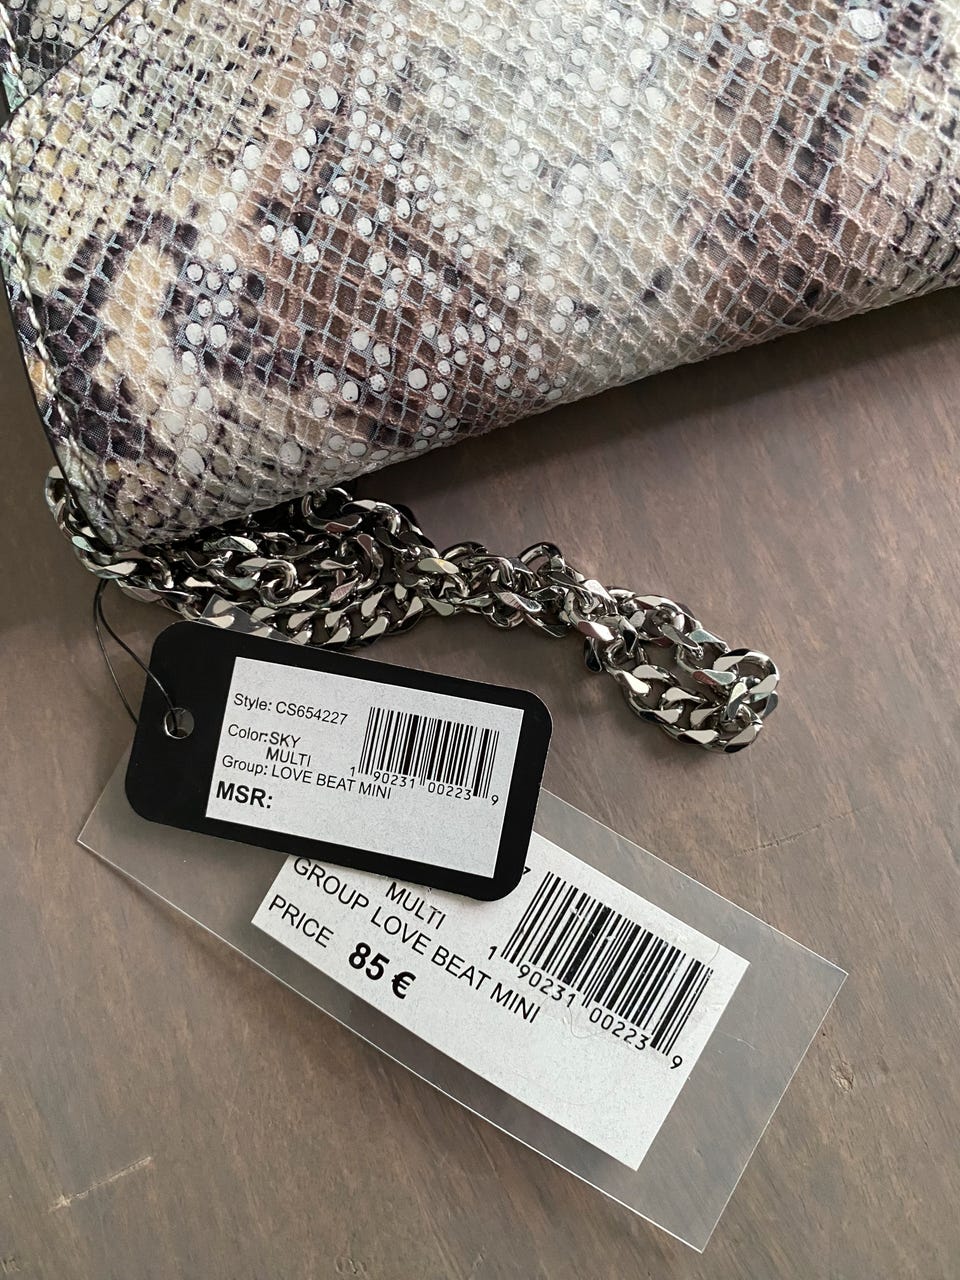 Style: CS654227
Color:SKY
MULTI
Group: LOVE BEAT MINI
MSR:
1 90231 00223 9
MULTI
GROUP LOVE BEAT MINI
PRICE 85 €
1 90231 00223 9